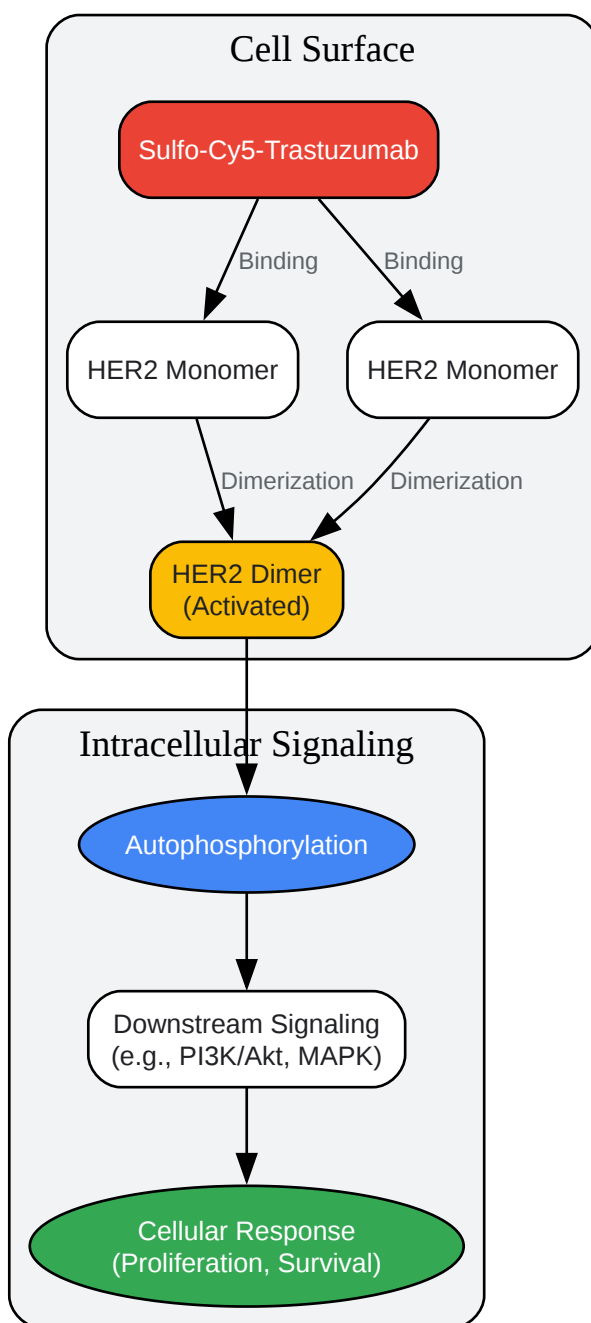 Cell Surface
Sulfo-Cy5-Trastuzumab
Binding
Binding
HER2 Monomer
HER2 Monomer
Dimerization
Dimerization
HER2 Dimer
(Activated)
Intracellular Signaling
Autophosphorylation
Downstream Signaling
(e.g., PI3K/Akt, MAPK)
Cellular Response
(Proliferation, Survival)